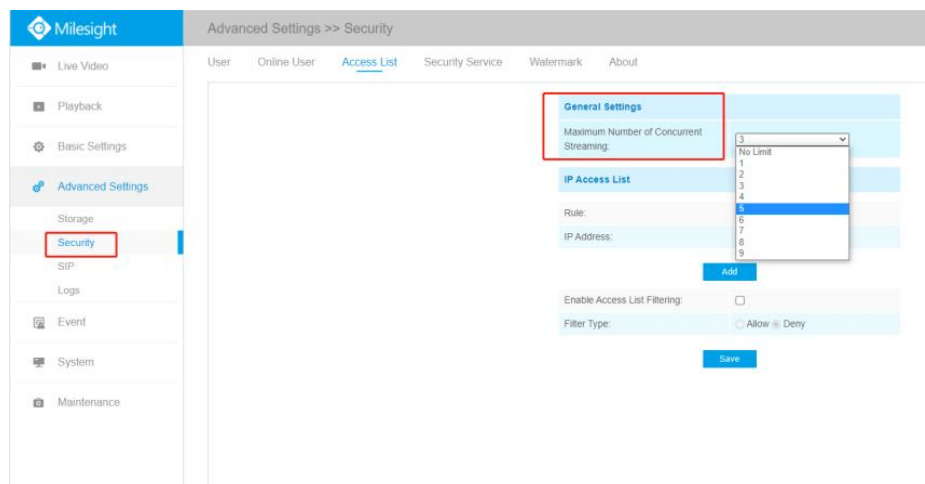 Milesight
Advanced Settings >> Security
Live Video
Playback
Basic Settings
Advanced Settings
Storage
Security
SIP
Logs
Event
System
Maintenance
User Online User Access List Security Service Watermark About
General Settings
Maximum Number of Concurrent
Streaming:
3
No Limit
1
2
3
4
5
6
7
8
9
IP Access List
Rule:
IP Address:
Add
Enable Access List Filtering:
Filter Type: Allow Deny
Save